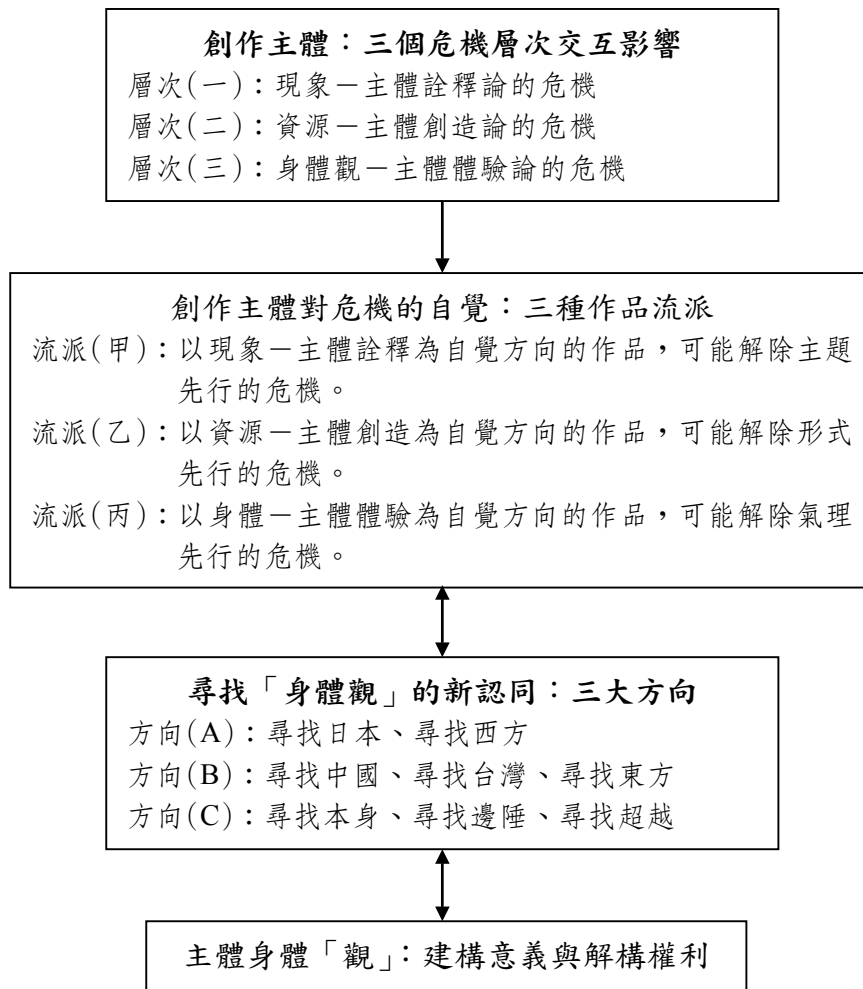 創作主體：三個危機層次交互影響
層次(一)：現象－主體詮釋論的危機
層次(二)：資源－主體創造論的危機
層次(三)：身體觀－主體體驗論的危機
創作主體對危機的自覺：三種作品流派
流派(甲)：以現象－主體詮釋為自覺方向的作品，可能解除主題
先行的危機。
流派(乙)：以資源－主體創造為自覺方向的作品，可能解除形式
先行的危機。
流派(丙)：以身體－主體體驗為自覺方向的作品，可能解除氣理
先行的危機。
尋找「身體觀」的新認同：三大方向
方向(A)：尋找日本、尋找西方
方向(B)：尋找中國、尋找台灣、尋找東方
方向(C)：尋找本身、尋找邊陲、尋找超越
主體身體「觀」：建構意義與解構權利